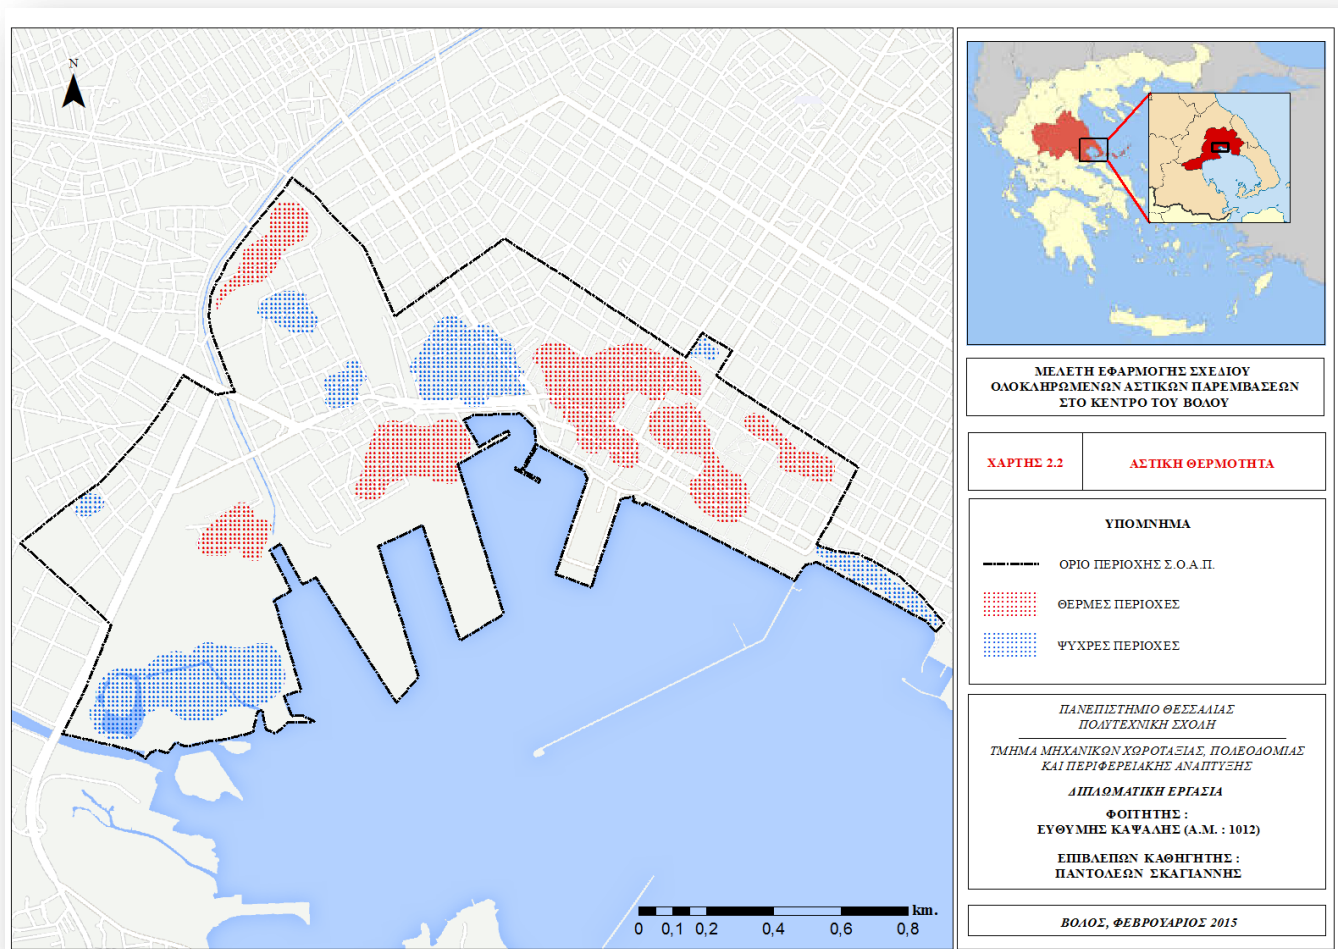 N
ΜΕΛΕΤΗ ΕΦΑΡΜΟΓΗΣ ΣΧΕΔΙΟΥ
ΟΛΟΚΛΗΡΩΜΕΝΩΝ ΑΣΤΙΚΩΝ ΠΑΡΕΜΒΑΣΕΩΝ
ΣΤΟ ΚΕΝΤΡΟ ΤΟΥ ΒΟΛΟΥ
ΧΑΡΤΗΣ 2.2
ΑΣΤΙΚΗ ΘΕΡΜΟΤΗΤΑ
ΥΠΟΜΝΗΜΑ
ΟΡΙΟ ΠΕΡΙΟΧΗΣ Σ.Ο.Α.Π.
ΘΕΡΜΕΣ ΠΕΡΙΟΧΕΣ
ΨΥΧΡΕΣ ΠΕΡΙΟΧΕΣ
ΠΑΝΕΠΙΣΤΗΜΙΟ ΘΕΣΣΑΛΙΑΣ
ΠΟΛΥΤΕΧΝΙΚΗ ΣΧΟΛΗ
ΤΜΗΜΑ ΜΗΧΑΝΙΚΩΝ ΧΩΡΟΤΑΞΙΑΣ, ΠΟΛΕΟΔΟΜΙΑΣ
ΚΑΙ ΠΕΡΙΦΕΡΕΙΑΚΗΣ ΑΝΑΠΤΥΞΗΣ
ΔΙΠΛΩΜΑΤΙΚΗ ΕΡΓΑΣΙΑ
ΦΟΙΤΗΤΗΣ :
ΕΥΘΥΜΗΣ ΚΑΨΑΛΗΣ (Α.Μ. : 1012)
ΕΠΙΒΛΕΠΩΝ ΚΑΘΗΓΗΤΗΣ :
ΠΑΝΤΟΛΕΩΝ ΣΚΑΓΙΑΝΝΗΣ
ΒΟΛΟΣ, ΦΕΒΡΟΥΑΡΙΟΣ 2015
km.
0 0,1 0,2 0,4 0,6 0,8